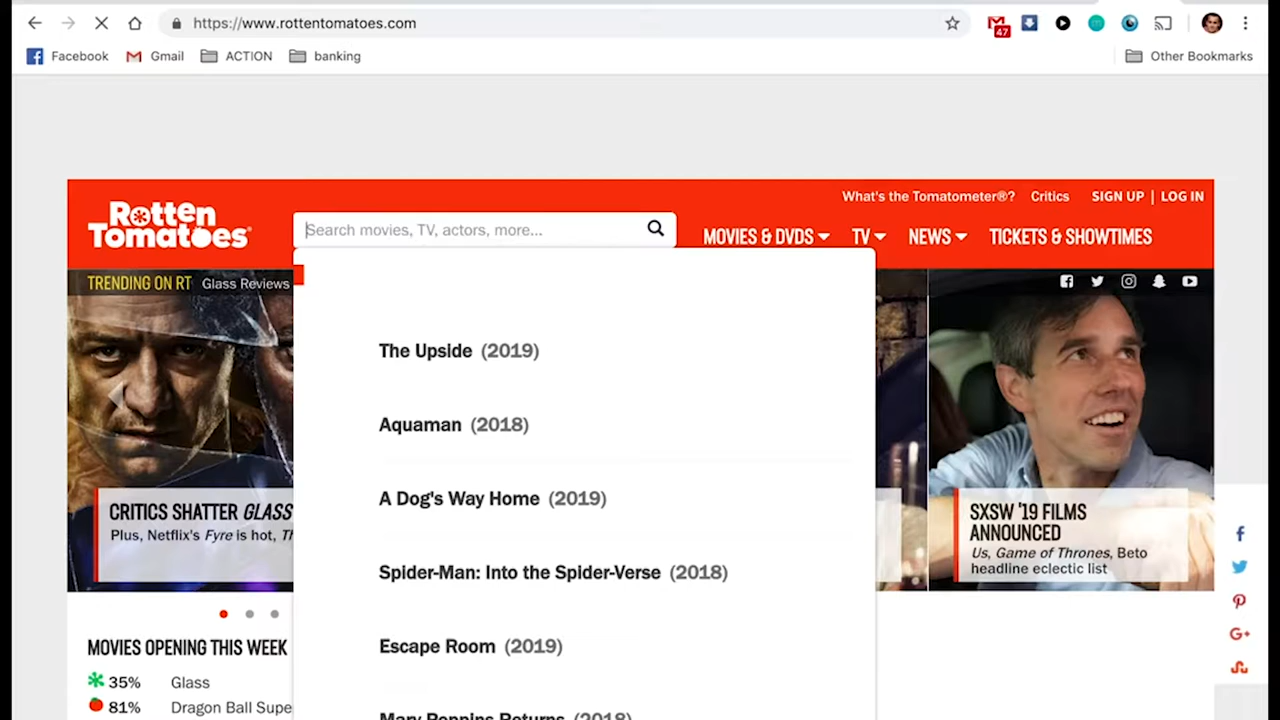 https://www.rottentomatoes.com
47
Facebook
Gmail
ACTION
banking
Other Bookmarks
What's the Tomatometer®?
Critics
SIGN UP | LOG IN
Rotten
Tomatoes®
Search movies, TV, actors, more...
MOVIES & DVDS
TV
NEWS
TICKETS & SHOWTIMES
TRENDING ON RT
Glass Reviews
The Upside (2019)
Aquaman (2018)
A Dog's Way Home (2019)
Spider-Man: Into the Spider-Verse (2018)
Escape Room (2019)
Mary Poppins Returns (2018)
CRITICS SHATTER GLASS
Plus, Netflix's Fyre is hot,
SXSW '19 FILMS
ANNOUNCED
Us, Game of Thrones, Beto
headline eclectic list
MOVIES OPENING THIS WEEK
35% Glass
81% Dragon Ball Supe